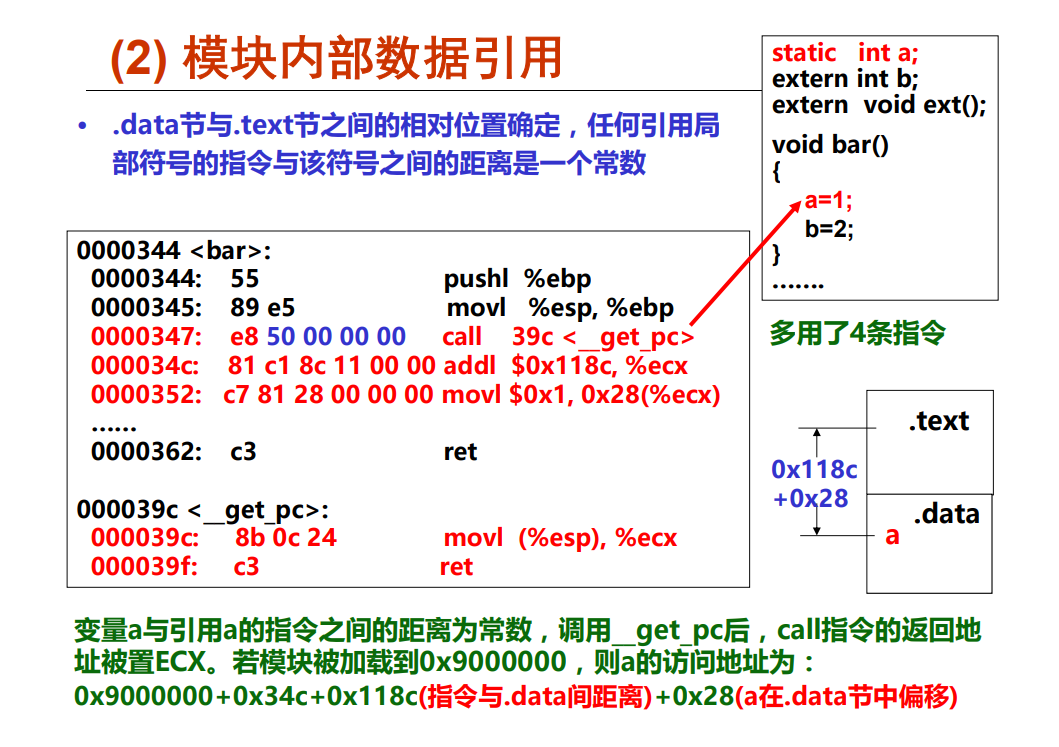 (2) 模块内部数据引用
• .data节与.text节之间的相对位置确定，任何引用局
部符号的指令与该符号之间的距离是一个常数
static int a;
extern int b;
extern void ext();
void bar()
{
a=1;
b=2;
}
…….
多用了4条指令
0000344 <bar>:
0000344: 55 pushl %ebp
0000345: 89 e5 movl %esp, %ebp
0000347: e8 50 00 00 00 call 39c <__get_pc>
000034c: 81 c1 8c 11 00 00 addl $0x118c, %ecx
0000352: c7 81 28 00 00 00 movl $0x1, 0x28(%ecx)
……
0000362: c3 ret
000039c <__get_pc>:
000039c: 8b 0c 24 movl (%esp), %ecx
000039f: c3 ret
.text
0x118c
+0x28
.data
a
变量a与引用a的指令之间的距离为常数，调用__get_pc后，call指令的返回地
址被置ECX。若模块被加载到0x9000000，则a的访问地址为：
0x9000000+0x34c+0x118c(指令与.data间距离)+0x28(a在.data节中偏移)